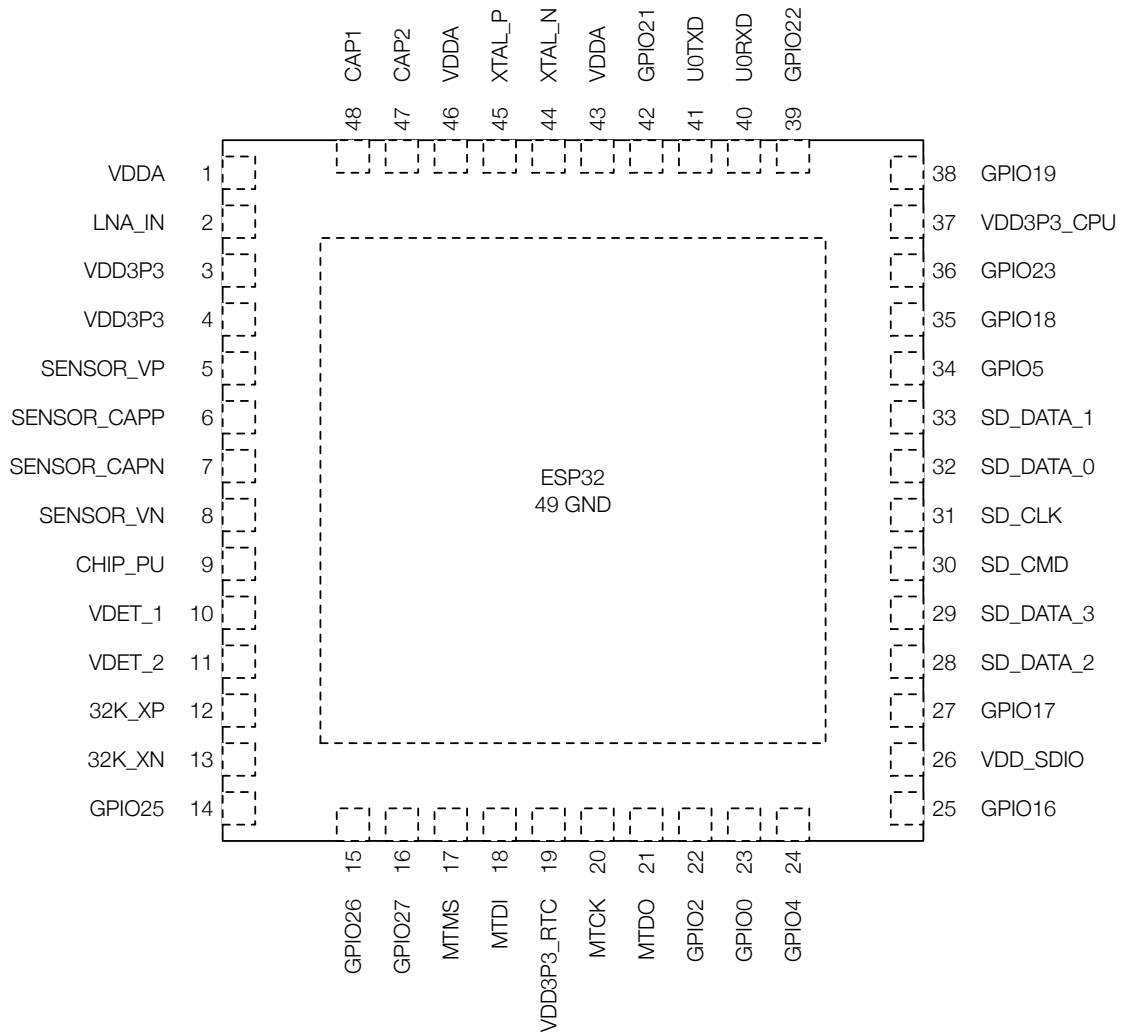 CAP1
CAP2
VDDA
XTAL_P
XTAL_N
VDDA
GPIO21
U0TXD
U0RXD
GPIO22
48
47
46
45
44
43
42
41
40
39
VDDA 1
LNA_IN 2
VDD3P3 3
VDD3P3 4
SENSOR_VP 5
SENSOR_CAPP 6
SENSOR_CAPN 7
SENSOR_VN 8
CHIP_PU 9
VDET_1 10
VDET_2 11
32K_XP 12
32K_XN 13
GPIO25 14
ESP32
49 GND
38 GPIO19
37 VDD3P3_CPU
36 GPIO23
35 GPIO18
34 GPIO5
33 SD_DATA_1
32 SD_DATA_0
31 SD_CLK
30 SD_CMD
29 SD_DATA_3
28 SD_DATA_2
27 GPIO17
26 VDD_SDIO
25 GPIO16
15
16
17
18
19
20
21
22
23
24
GPIO26
GPIO27
MTMS
MTDI
VDD3P3_RTC
MTCK
MTDO
GPIO2
GPIO0
GPIO4